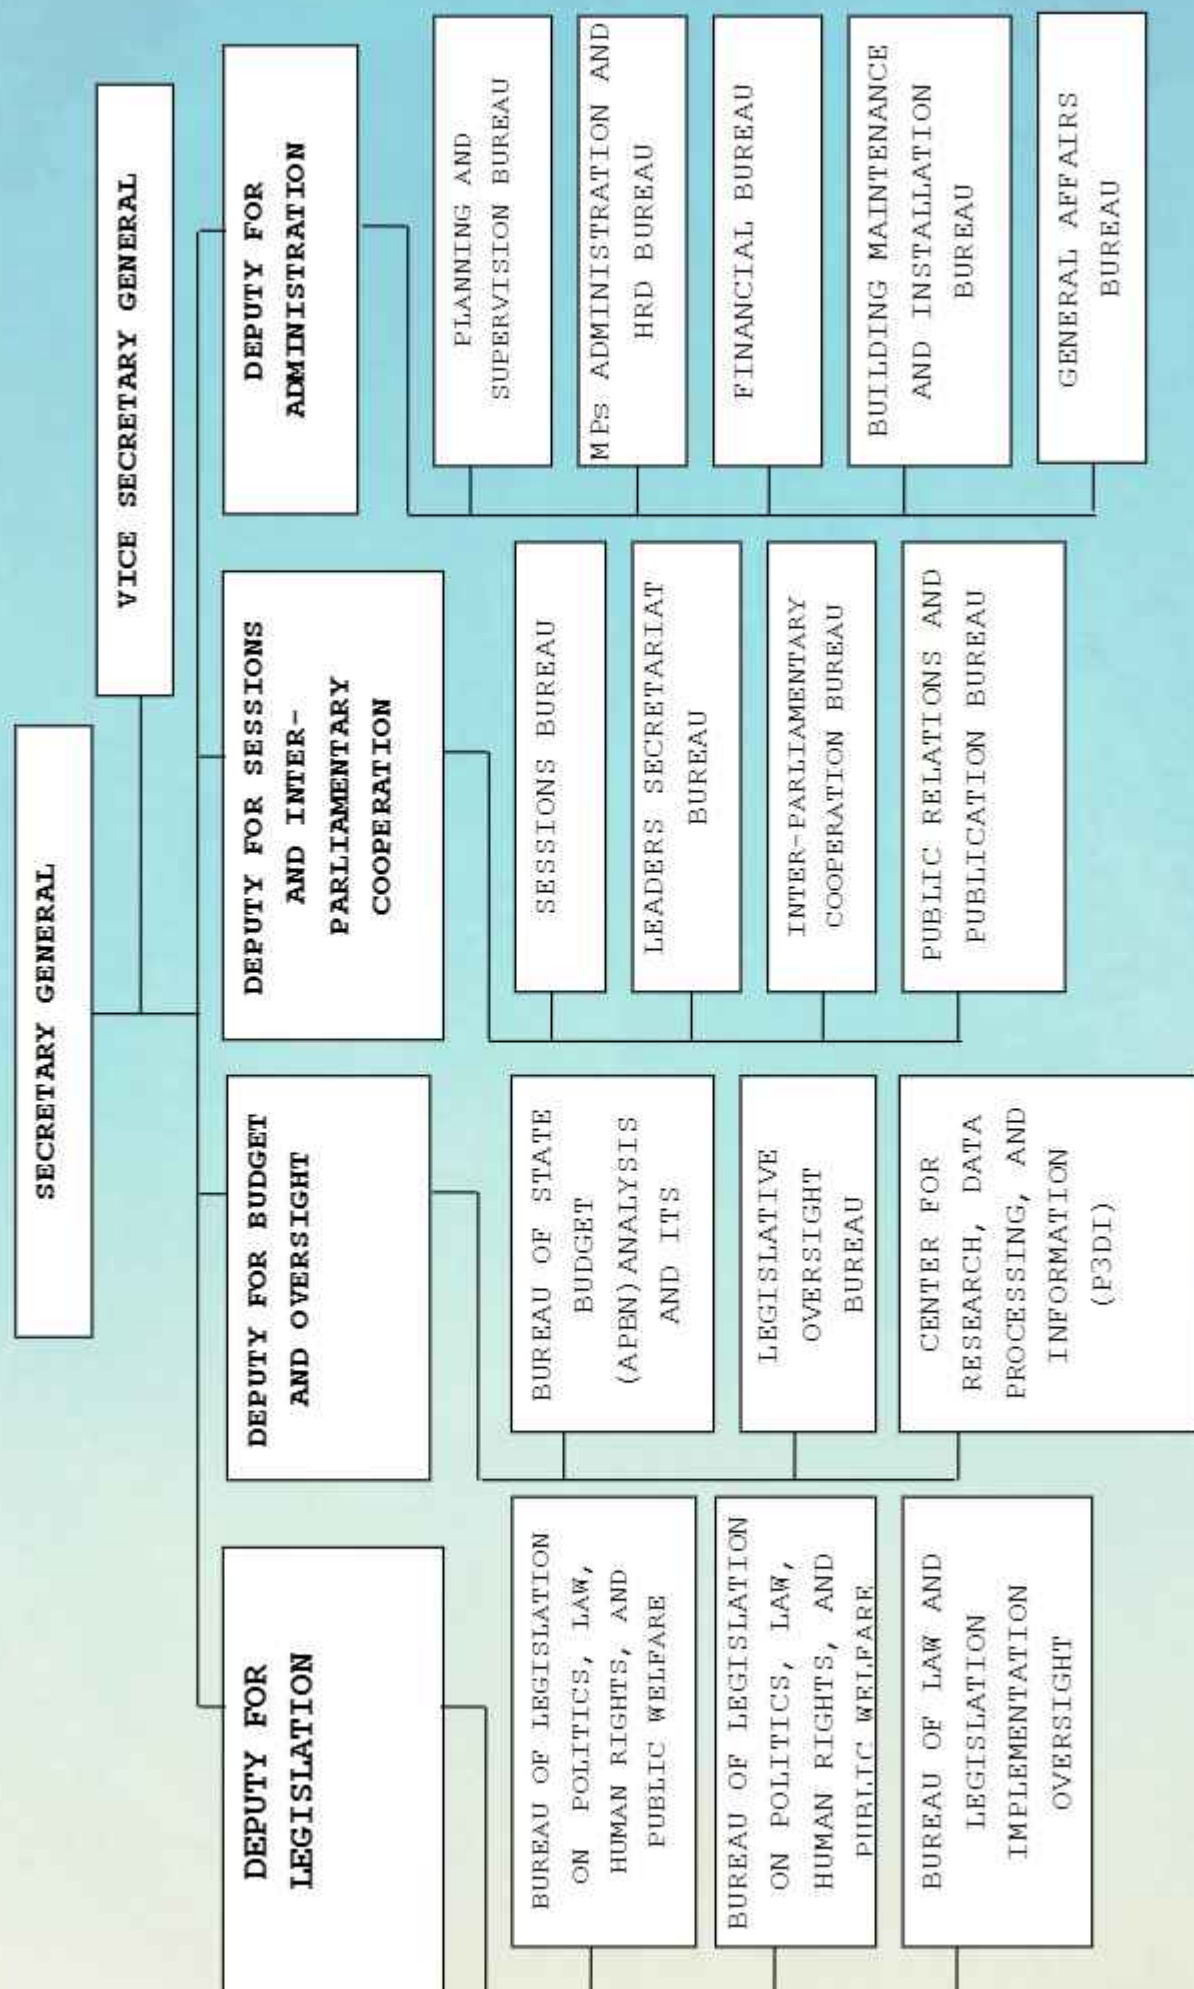 SECRETARY GENERAL
VICE SECRETARY GENERAL
DEPUTY FOR
LEGISLATION
BUREAU OF LEGISLATION
ON POLITICS, LAW,
HUMAN RIGHTS, AND
PUBLIC WELFARE
BUREAU OF LEGISLATION
ON POLITICS, LAW,
HUMAN RIGHTS, AND
PUBLIC WELFARE
BUREAU OF LAW AND
LEGISLATION
IMPLEMENTATION
OVERSIGHT
DEPUTY FOR BUDGET
AND OVERSIGHT
BUREAU OF STATE
BUDGET
(APBN)ANALYSIS
AND ITS
LEGISLATIVE
OVERSIGHT
BUREAU
CENTER FOR
RESEARCH, DATA
PROCESSING, AND
INFORMATION
(P3DI)
DEPUTY FOR SESSIONS
AND INTER-
PARLIAMENTARY
COOPERATION
SESSIONS BUREAU
LEADERS SECRETARIAT
BUREAU
INTER-PARLIAMENTARY
COOPERATION BUREAU
PUBLIC RELATIONS AND
PUBLICATION BUREAU
DEPUTY FOR
ADMINISTRATION
PLANNING AND
SUPERVISION BUREAU
MPs ADMINISTRATION AND
HRD BUREAU
FINANCIAL BUREAU
BUILDING MAINTENANCE
AND INSTALLATION
BUREAU
GENERAL AFFAIRS
BUREAU